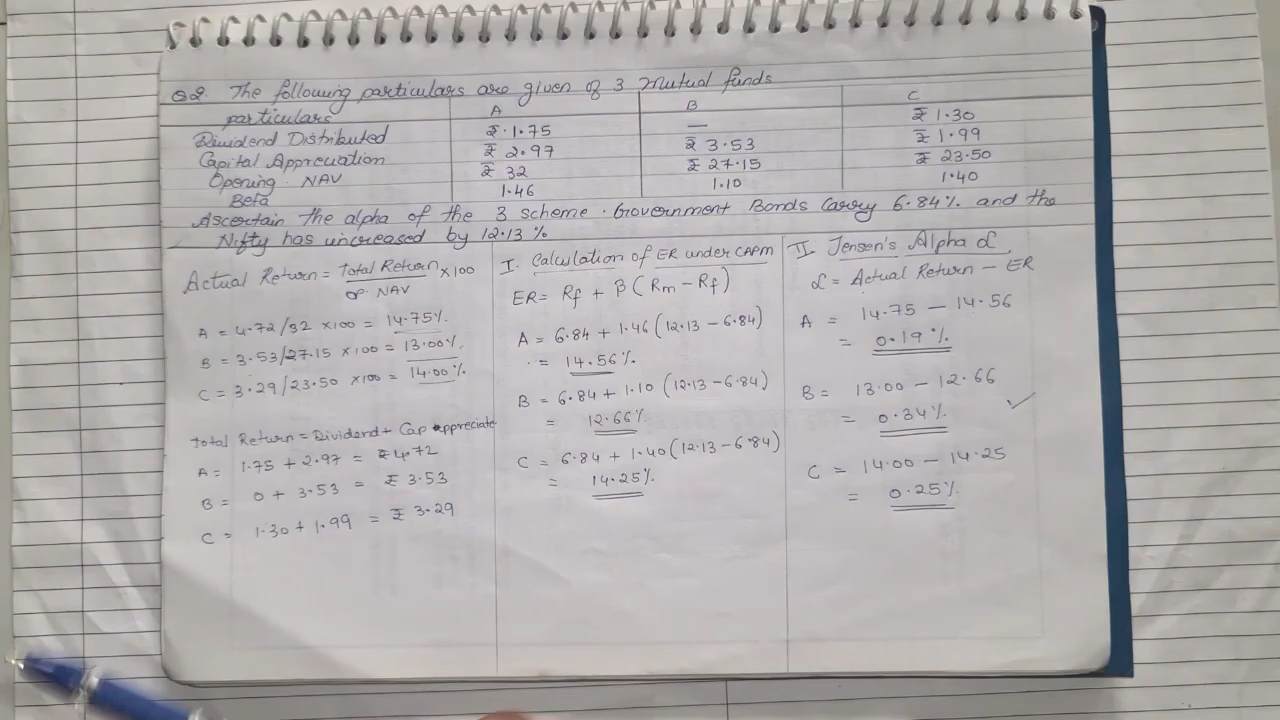 Q2. The following particulars are given of 3 mutual funds
particulars A B C
Dividend Distributed ₹ 1.75 — ₹ 1.30
Capital Appreciation ₹ 2.97 ₹ 3.53 ₹ 1.99
Opening NAV ₹ 32 ₹ 27.15 ₹ 23.50
Beta 1.46 1.10 1.40
Ascertain the alpha of the 3 scheme. Government Bonds Carry 6.84% and the
Nifty has increased by 12.13 %
Actual Return = Total Return x100
OP. NAV
A = 4.72/32 x100 = 14.75%
B = 3.53/27.15 x100 = 13.00%
C = 3.29/23.50 x100 = 14.00%
Total Return = Dividend + Cap Appreciate
A = 1.75 + 2.97 = ₹ 4.72
B = 0 + 3.53 = ₹ 3.53
C = 1.30 + 1.99 = ₹ 3.29
I. Calculation of ER under CAPM
ER = Rf + β (Rm - Rf)
A = 6.84 + 1.46 (12.13 - 6.84)
= 14.56%
B = 6.84 + 1.10 (12.13 - 6.84)
= 12.66%
C = 6.84 + 1.40 (12.13 - 6.84)
= 14.25%
II Jensen's Alpha α
α = Actual Return - ER
A = 14.75 - 14.56
= 0.19%
B = 13.00 - 12.66
= 0.34%
C = 14.00 - 14.25
= 0.25%